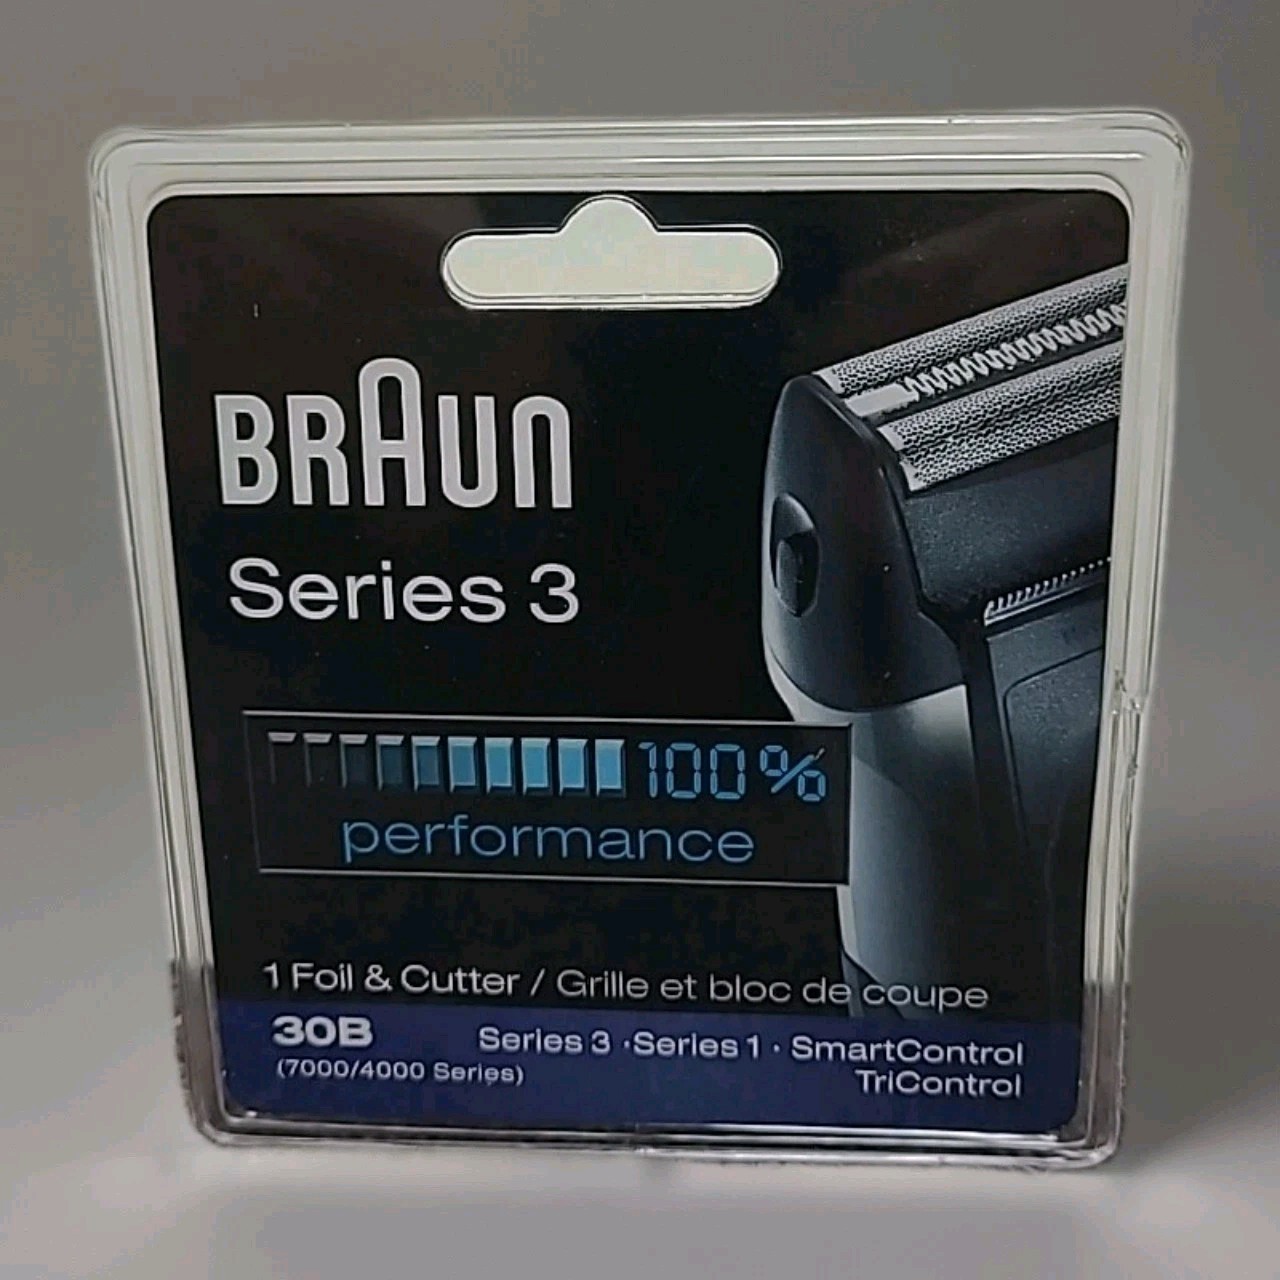 BRAUN
Series 3
100%
performance
1 Foil & Cutter / Grille et bloc de coupe
30B Series 3 · Series 1 · SmartControl
(7000/4000 Series) TriControl